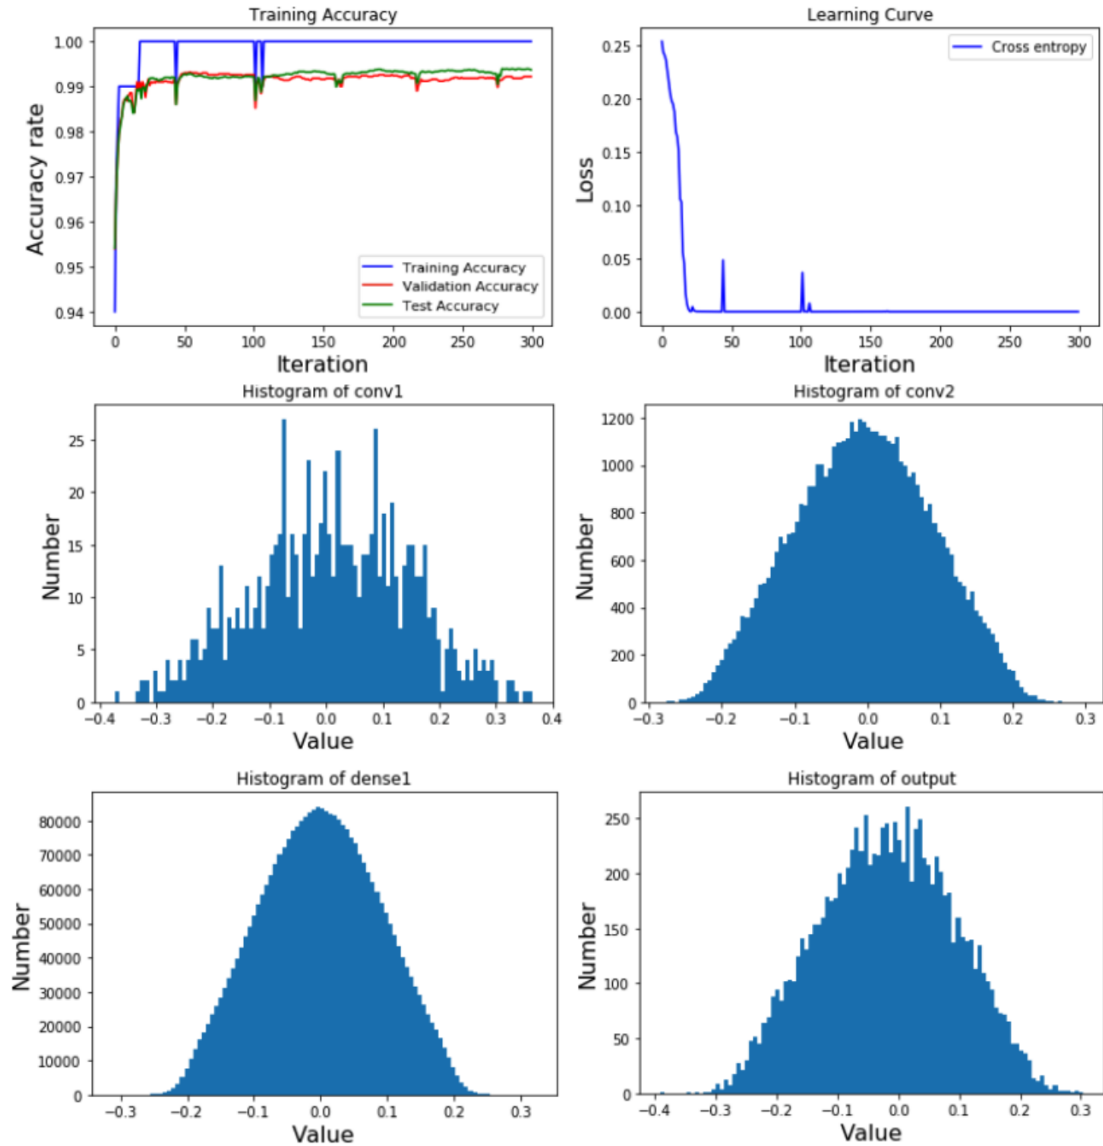 Training Accuracy
Accuracy rate
1.00
0.99
0.98
0.97
0.96
0.95
0.94
Training Accuracy
Validation Accuracy
Test Accuracy
0 50 100 150 200 250 300
Iteration
Learning Curve
Loss
0.25
0.20
0.15
0.10
0.05
0.00
Cross entropy
0 50 100 150 200 250 300
Iteration
Histogram of conv1
Number
25
20
15
10
5
0
−0.4 −0.3 −0.2 −0.1 0.0 0.1 0.2 0.3 0.4
Value
Histogram of conv2
Number
1200
1000
800
600
400
200
0
−0.3 −0.2 −0.1 0.0 0.1 0.2 0.3
Value
Histogram of dense1
Number
80000
70000
60000
50000
40000
30000
20000
10000
0
−0.3 −0.2 −0.1 0.0 0.1 0.2 0.3
Value
Histogram of output
Number
250
200
150
100
50
0
−0.4 −0.3 −0.2 −0.1 0.0 0.1 0.2 0.3
Value